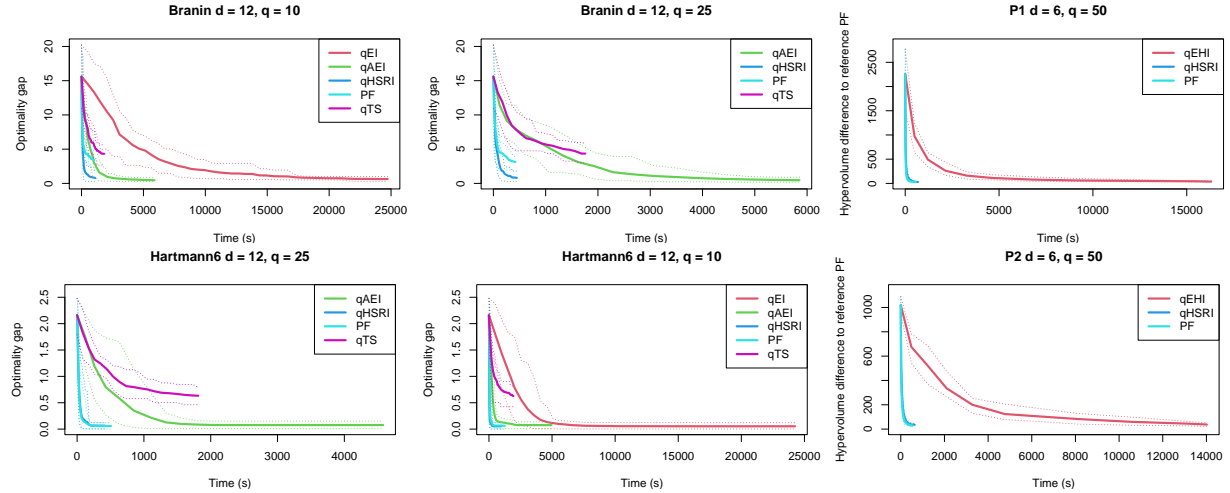 Branin d = 12, q = 10
Optimality gap
20
15
10
5
0
0 5000 10000 15000 20000 25000
Time (s)
qEI
qAEI
qHSRI
PF
qTS
Branin d = 12, q = 25
Optimality gap
20
15
10
5
0
0 1000 2000 3000 4000 5000 6000
Time (s)
qAEI
qHSRI
PF
qTS
P1 d = 6, q = 50
Hypervolume difference to reference PF
2500
1500
500
0
0 5000 10000 15000
Time (s)
qEHI
qHSRI
PF
Hartmann6 d = 12, q = 25
Optimality gap
2.5
2.0
1.5
1.0
0.5
0.0
0 1000 2000 3000 4000
Time (s)
qAEI
qHSRI
PF
qTS
Hartmann6 d = 12, q = 10
Optimality gap
2.5
2.0
1.5
1.0
0.5
0.0
0 5000 10000 15000 20000 25000
Time (s)
qEI
qAEI
qHSRI
PF
qTS
P2 d = 6, q = 50
Hypervolume difference to reference PF
1000
600
200
0
0 2000 4000 6000 8000 10000 12000 14000
Time (s)
qEHI
qHSRI
PF